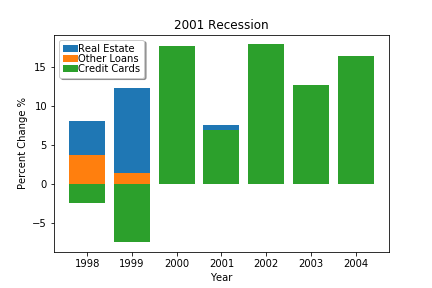 2001 Recession
Real Estate
Other Loans
Credit Cards
Percent Change %
15
10
5
0
−5
1998 1999 2000 2001 2002 2003 2004
Year